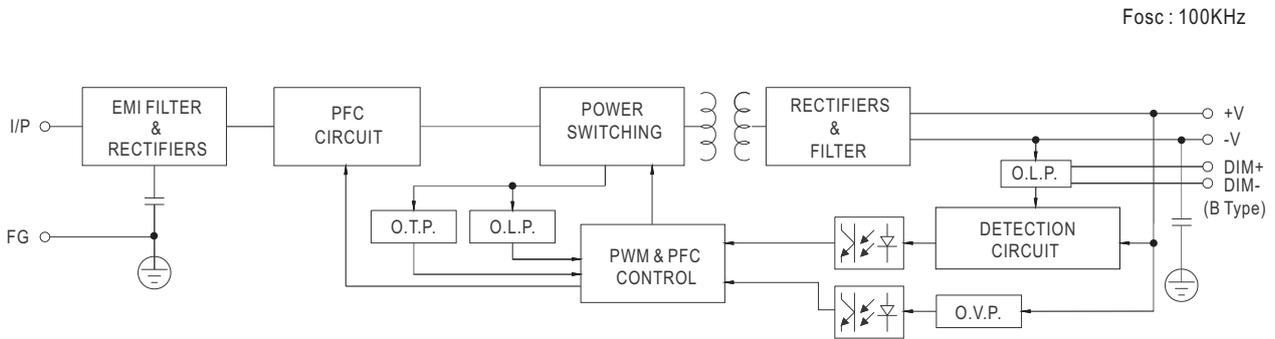 Fosc : 100KHz
I/P
EMI FILTER
&
RECTIFIERS
PFC
CIRCUIT
POWER
SWITCHING
RECTIFIERS
&
FILTER
+V
-V
DIM+
DIM-
(B Type)
O.L.P.
FG
O.T.P.
O.L.P.
PWM & PFC
CONTROL
DETECTION
CIRCUIT
O.V.P.